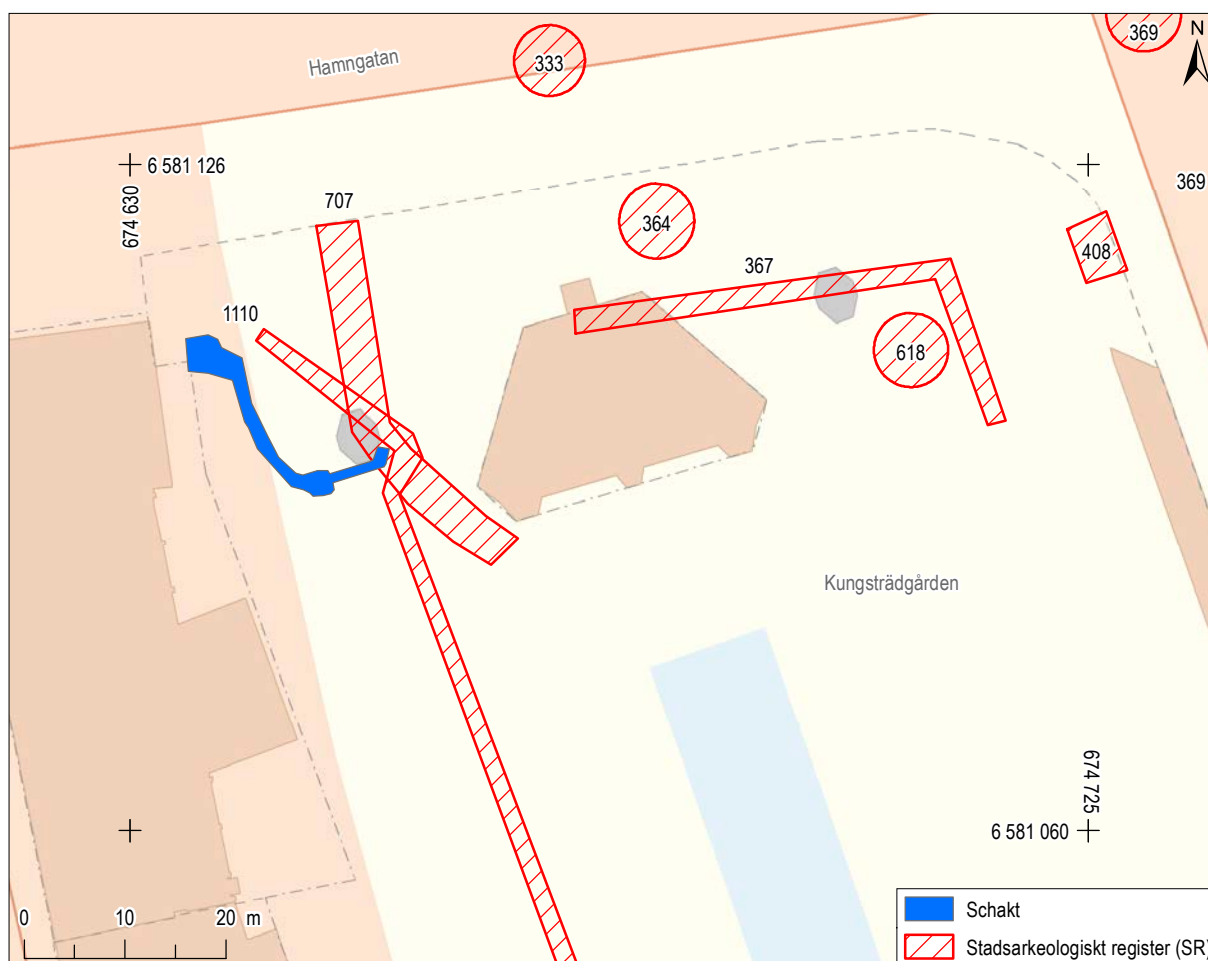 Hamngatan
333
369
N
6 581 126
674 630
369
707
364
408
367
1110
618
Kungsträdgården
674 725
6 581 060
0 10 20 m
Schakt
Stadsarkeologiskt register (SR)